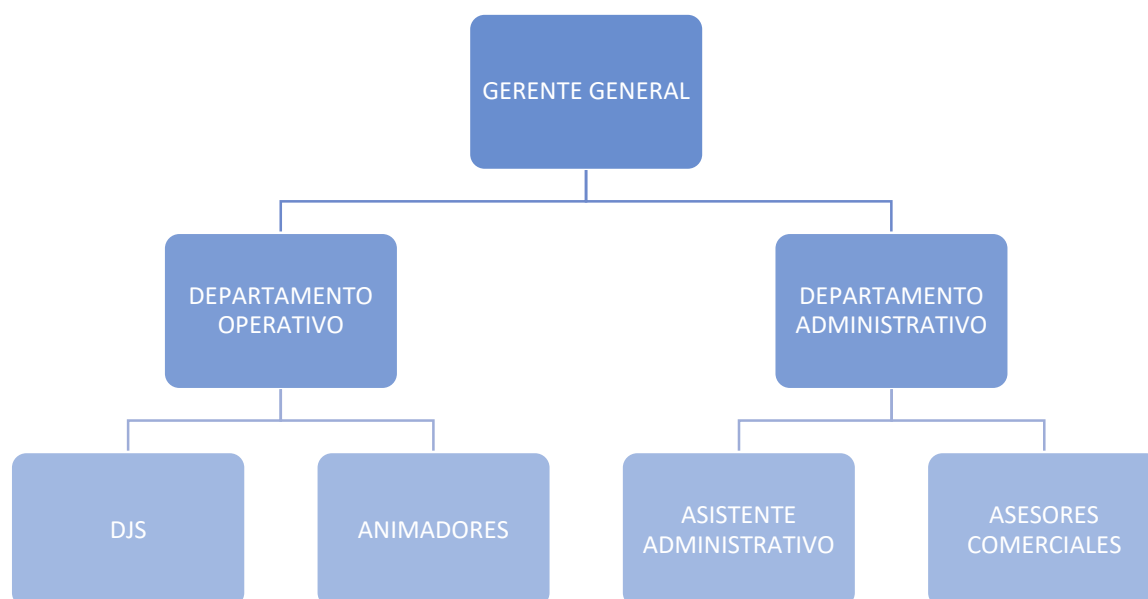 GERENTE GENERAL
DEPARTAMENTO
OPERATIVO
DEPARTAMENTO
ADMINISTRATIVO
DJS
ANIMADORES
ASISTENTE
ADMINISTRATIVO
ASESORES
COMERCIALES